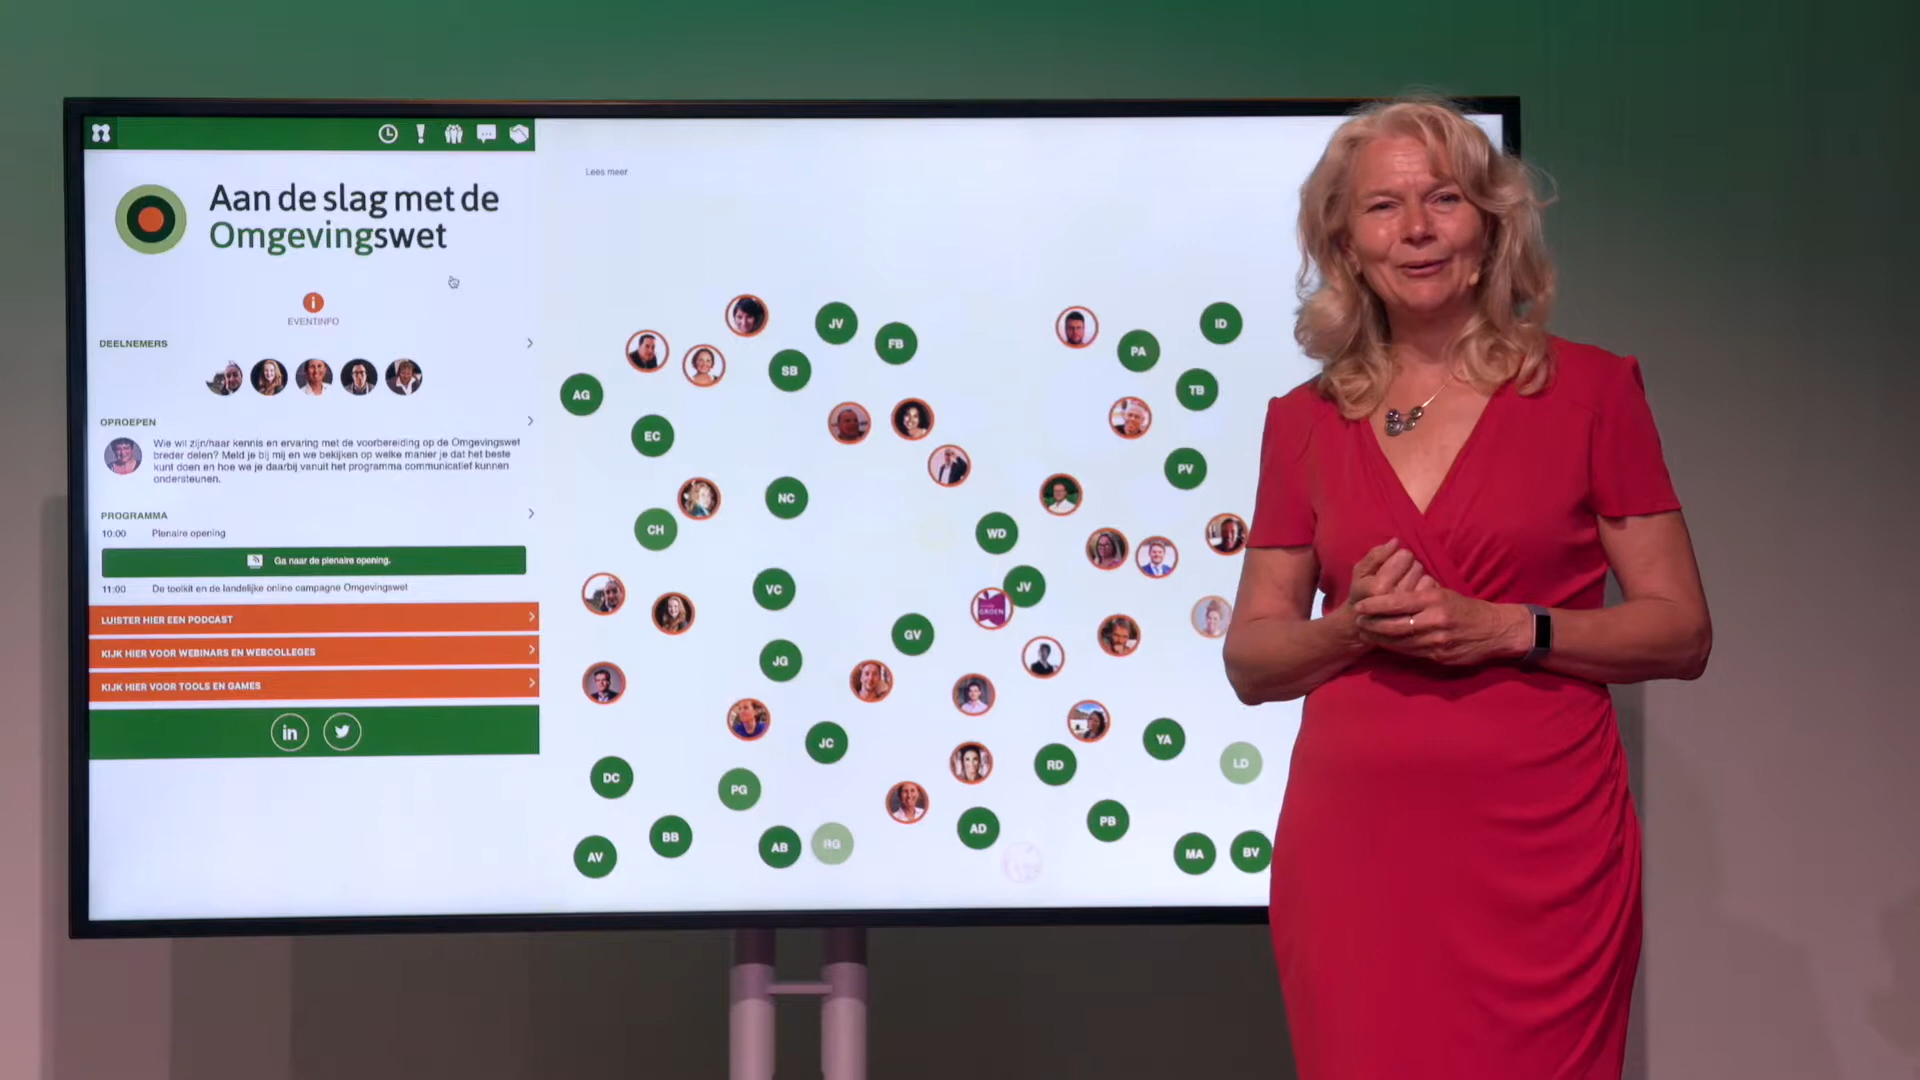 Aan de slag met de
Omgevingswet
i
EVENTINFO
DEELNEMERS
OPROEPEN
Wie wil zijn/haar kennis en ervaring met de voorbereiding op de Omgevingswet
breder delen? Meld je bij mij en we bekijken op welke manier je dat het beste
kunt doen en hoe we je daarbij vanuit het programma communicatief kunnen
ondersteunen.
PROGRAMMA
10:00 Plenaire opening
Ga naar de plenaire opening.
11:00 De toolkit en de landelijke online campagne Omgevingswet
LUISTER HIER EEN PODCAST
KIJK HIER VOOR WEBINARS EN WEBCOLLEGES
KIJK HIER VOOR TOOLS EN GAMES
in
Lees meer
JV
ID
FB
PA
SB
TB
AG
EC
PV
NC
CH
WD
JV
VC
GROEN
GV
JG
YA
JC
LD
RD
DC
PG
PB
AD
BB
RG
AB
BV
MA
AV